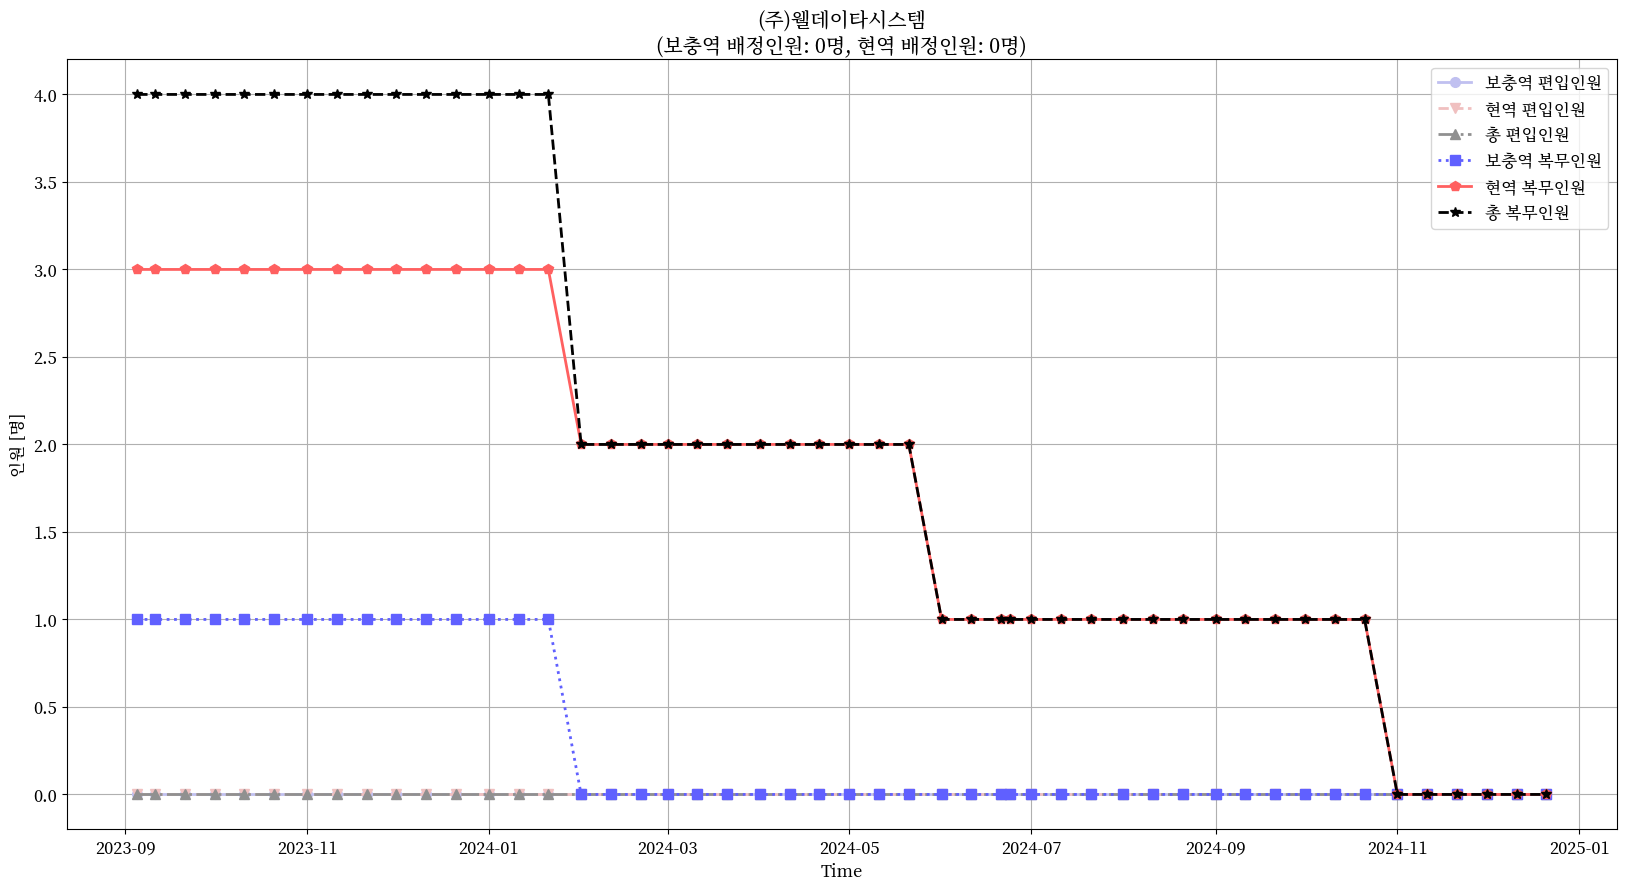 (주)웰데이타시스템
(보충역 배정인원: 0명, 현역 배정인원: 0명)
보충역 편입인원
현역 편입인원
총 편입인원
보충역 복무인원
현역 복무인원
총 복무인원
인원 [명]
4.0
3.5
3.0
2.5
2.0
1.5
1.0
0.5
0.0
2023-09
2023-11
2024-01
2024-03
2024-05
2024-07
2024-09
2024-11
2025-01
Time